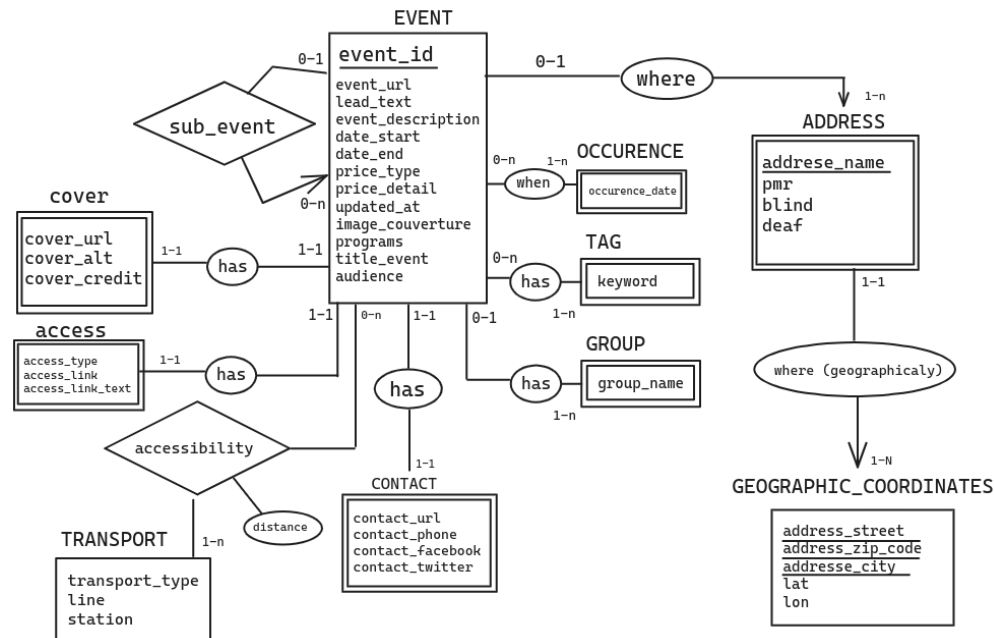 EVENT
event_id
event_url
lead_text
event_description
date_start
date_end
price_type
price_detail
updated_at
image_couverture
programs
title_event
audience
0-1
sub_event
0-n
0-1
where
1-n
ADDRESS
addrese_name
pmr
blind
deaf
0-n
when
1-n
OCCURENCE
occurence_date
cover
cover_url
cover_alt
cover_credit
1-1
has
1-1
TAG
0-n
has
1-n
keyword
access
access_type
access_link
access_link_text
1-1
has
1-1
0-n
1-1
0-1
GROUP
has
1-n
group_name
1-1
where (geographicaly)
1-N
has
1-1
accessibility
distance
1-n
TRANSPORT
transport_type
line
station
CONTACT
contact_url
contact_phone
contact_facebook
contact_twitter
GEOGRAPHIC_COORDINATES
address_street
address_zip_code
addresse_city
lat
lon